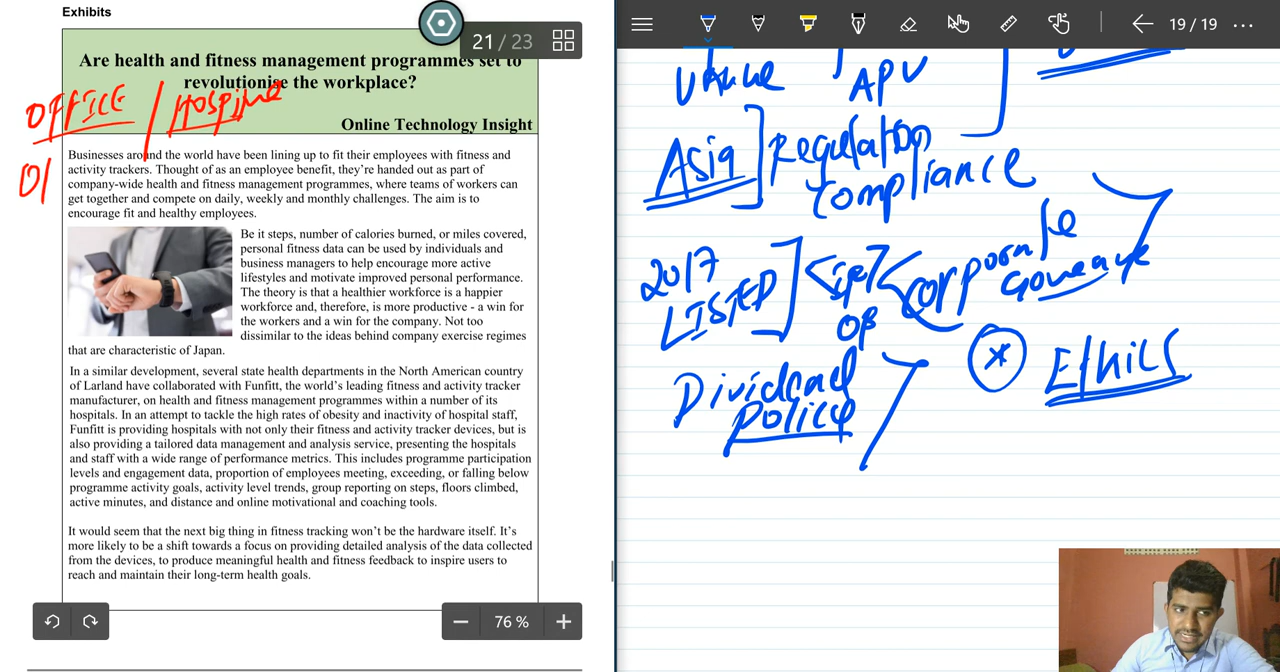 Exhibits
21 / 23
Are health and fitness management programmes set to
revolutionise the workplace?
OFFICE / HOSPITAL
Online Technology Insight
01
Businesses around the world have been lining up to fit their employees with fitness and
activity trackers. Thought of as an employee benefit, they're handed out as part of
company-wide health and fitness management programmes, where teams of workers can
get together and compete on daily, weekly and monthly challenges. The aim is to
encourage fit and healthy employees.
Be it steps, number of calories burned, or miles covered,
personal fitness data can be used by individuals and
business managers to help encourage more active
lifestyles and motivate improved personal performance.
The theory is that a healthier workforce is a happier
workforce and, therefore, is more productive - a win for
the workers and a win for the company. Not too
dissimilar to the ideas behind company exercise regimes
that are characteristic of Japan.
In a similar development, several state health departments in the North American country
of Larland have collaborated with Funfitt, the world's leading fitness and activity tracker
manufacturer, on health and fitness management programmes within a number of its
hospitals. In an attempt to tackle the high rates of obesity and inactivity of hospital staff,
Funfitt is providing hospitals with not only their fitness and activity tracker devices, but is
also providing a tailored data management and analysis service, presenting the hospitals
and staff with a wide range of performance metrics. This includes programme participation
levels and engagement data, proportion of employees meeting, exceeding, or falling below
programme activity goals, activity level trends, group reporting on steps, floors climbed,
active minutes, and distance and online motivational and coaching tools.
It would seem that the next big thing in fitness tracking won't be the hardware itself. It's
more likely to be a shift towards a focus on providing detailed analysis of the data collected
from the devices, to produce meaningful health and fitness feedback to inspire users to
reach and maintain their long-term health goals.
76 %
19 / 19
APV
Asia
Regulation
Compliance
2017
LISTED
Corporate
OB
Dividend
Policy
Ethics